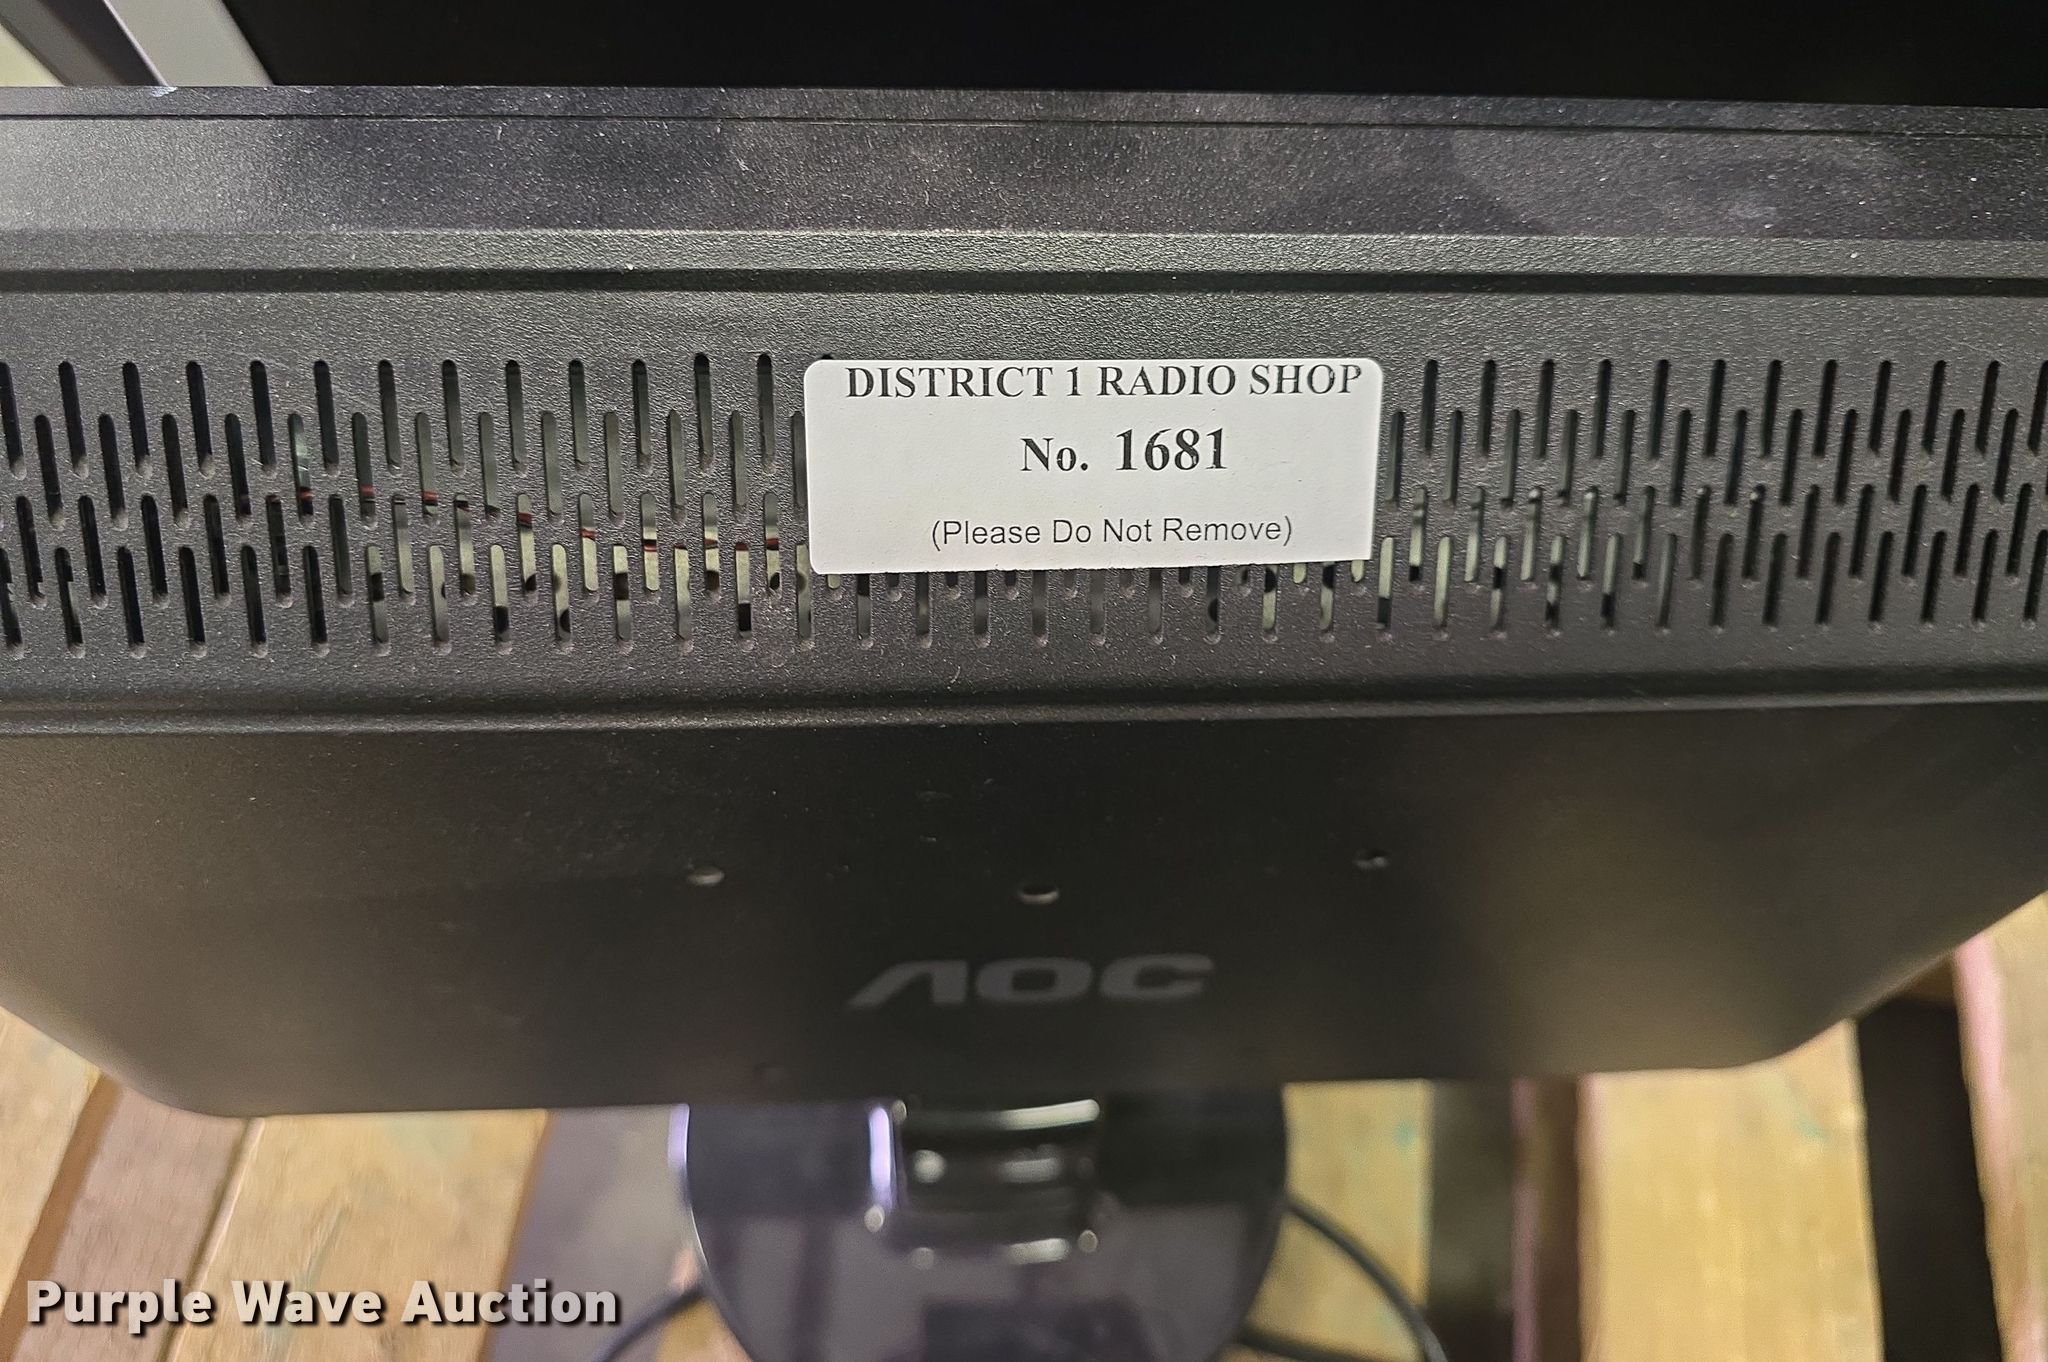 DISTRICT 1 RADIO SHOP
No. 1681
(Please Do Not Remove)
AOC
Purple Wave Auction